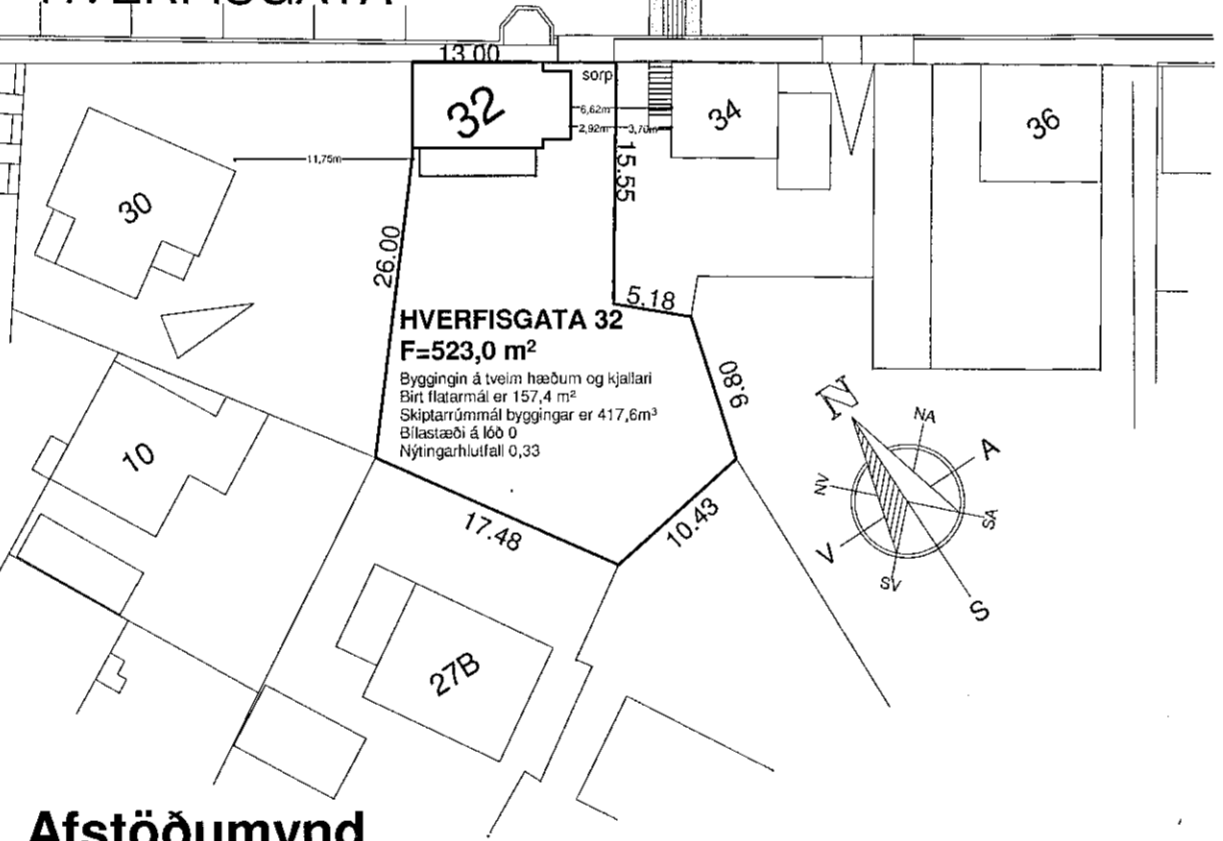 HVERFISGATA
13.00
sorp
32
6,62m
2,92m
3,70m
34
36
11,75m
15.55
30
26.00
5.18
HVERFISGATA 32
F=523,0 m²
Byggingin á tveim hæðum og kjallari
Birt flatarmál er 157,4 m²
Skiptarrúmmál byggingar er 417,6m³
Bílastæði á lóð 0
Nýtingarhlutfall 0,33
9.80
N
NA
A
NV
SA
V
SV
S
10
17.48
10.43
27B
Afstöðumynd